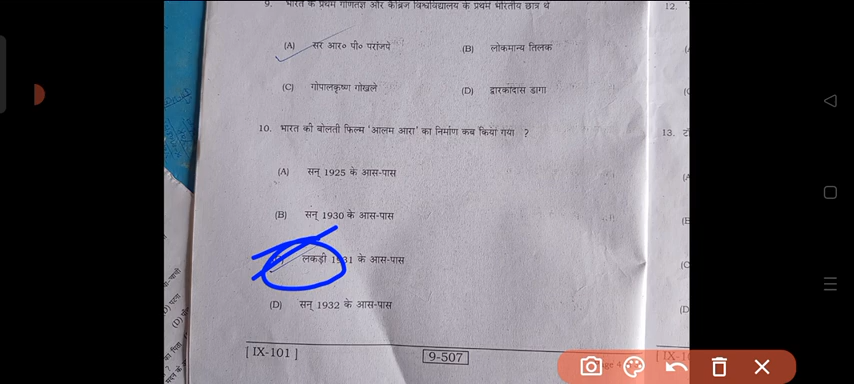 9. भारत के प्रथम गणितज्ञ और कैंब्रिज विश्वविद्यालय के प्रथम भारतीय छात्र थे
12.
(A) सर आर० पी० परांजपे (B) लोकमान्य तिलक
(C) गोपालकृष्ण गोखले (D) द्वारकादास डागा
10. भारत की बोलती फिल्म 'आलम आरा' का निर्माण कब किया गया ?
13.
(A) सन् 1925 के आस-पास
(B) सन् 1930 के आस-पास
लकड़ी 1931 के आस-पास
(D) सन् 1932 के आस-पास
[ IX-101 ] 9-507